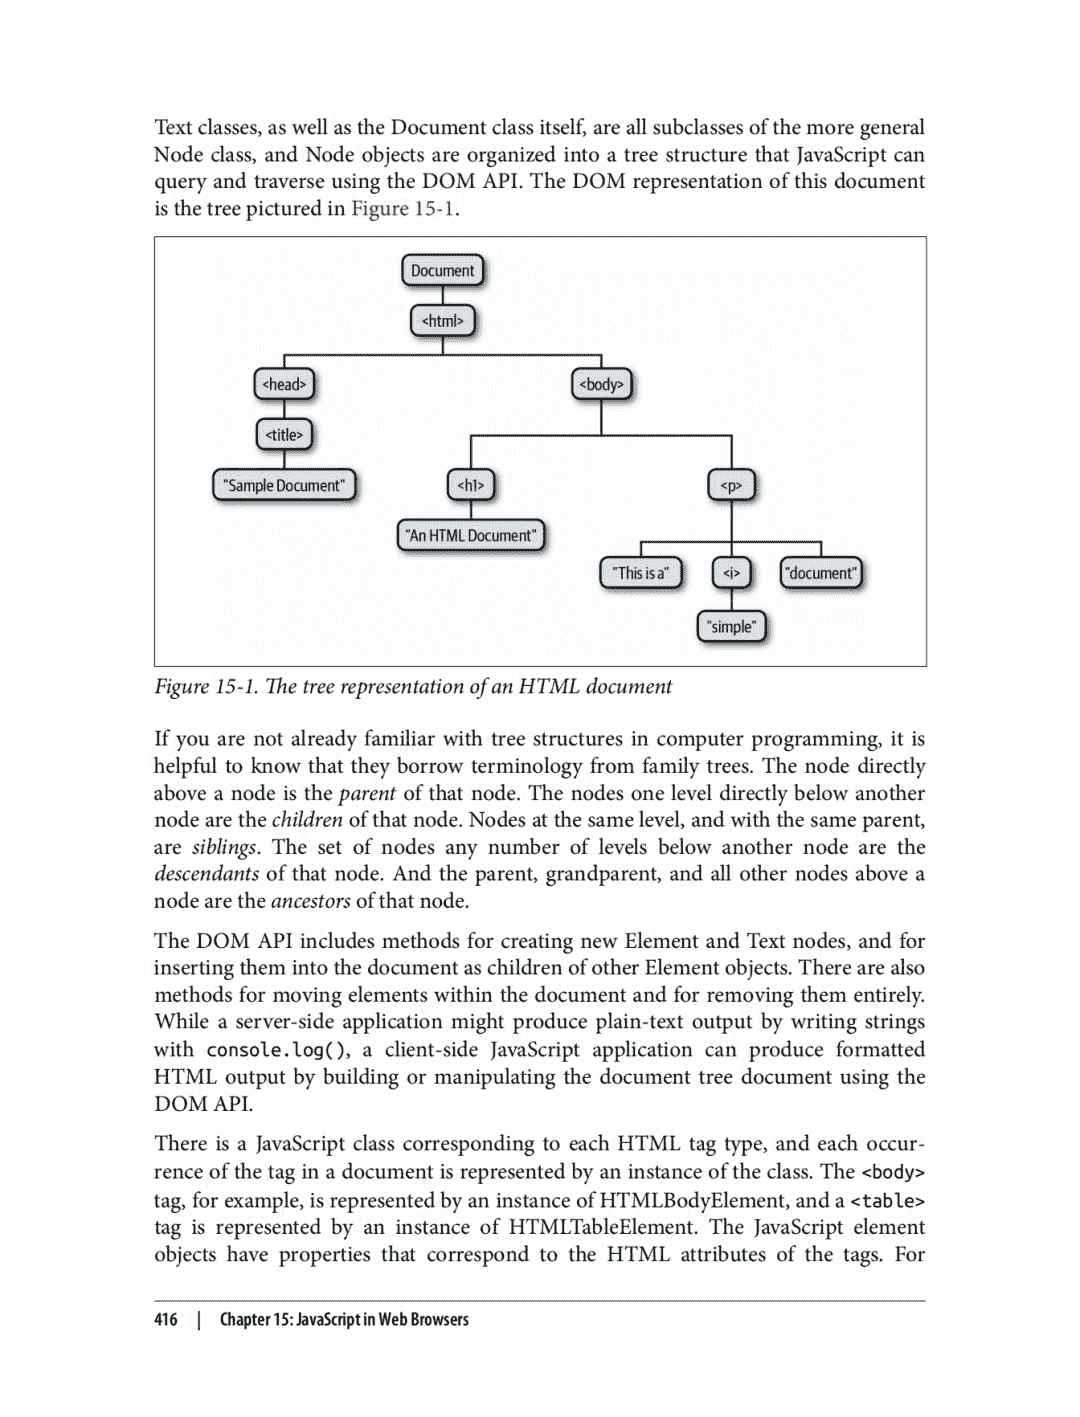 Text classes, as well as the Document class itself, are all subclasses of the more general
Node class, and Node objects are organized into a tree structure that JavaScript can
query and traverse using the DOM API. The DOM representation of this document
is the tree pictured in Figure 15-1.
Document
<html>
<head>
<body>
<title>
"Sample Document"
<h1>
<p>
"An HTML Document"
"This is a"
<i>
"document"
"simple"
Figure 15-1. The tree representation of an HTML document
If you are not already familiar with tree structures in computer programming, it is
helpful to know that they borrow terminology from family trees. The node directly
above a node is the parent of that node. The nodes one level directly below another
node are the children of that node. Nodes at the same level, and with the same parent,
are siblings. The set of nodes any number of levels below another node are the
descendants of that node. And the parent, grandparent, and all other nodes above a
node are the ancestors of that node.
The DOM API includes methods for creating new Element and Text nodes, and for
inserting them into the document as children of other Element objects. There are also
methods for moving elements within the document and for removing them entirely.
While a server-side application might produce plain-text output by writing strings
with console.log(), a client-side JavaScript application can produce formatted
HTML output by building or manipulating the document tree document using the
DOM API.
There is a JavaScript class corresponding to each HTML tag type, and each occur-
rence of the tag in a document is represented by an instance of the class. The <body>
tag, for example, is represented by an instance of HTMLBodyElement, and a <table>
tag is represented by an instance of HTMLTableElement. The JavaScript element
objects have properties that correspond to the HTML attributes of the tags. For
416 | Chapter 15: JavaScript in Web Browsers